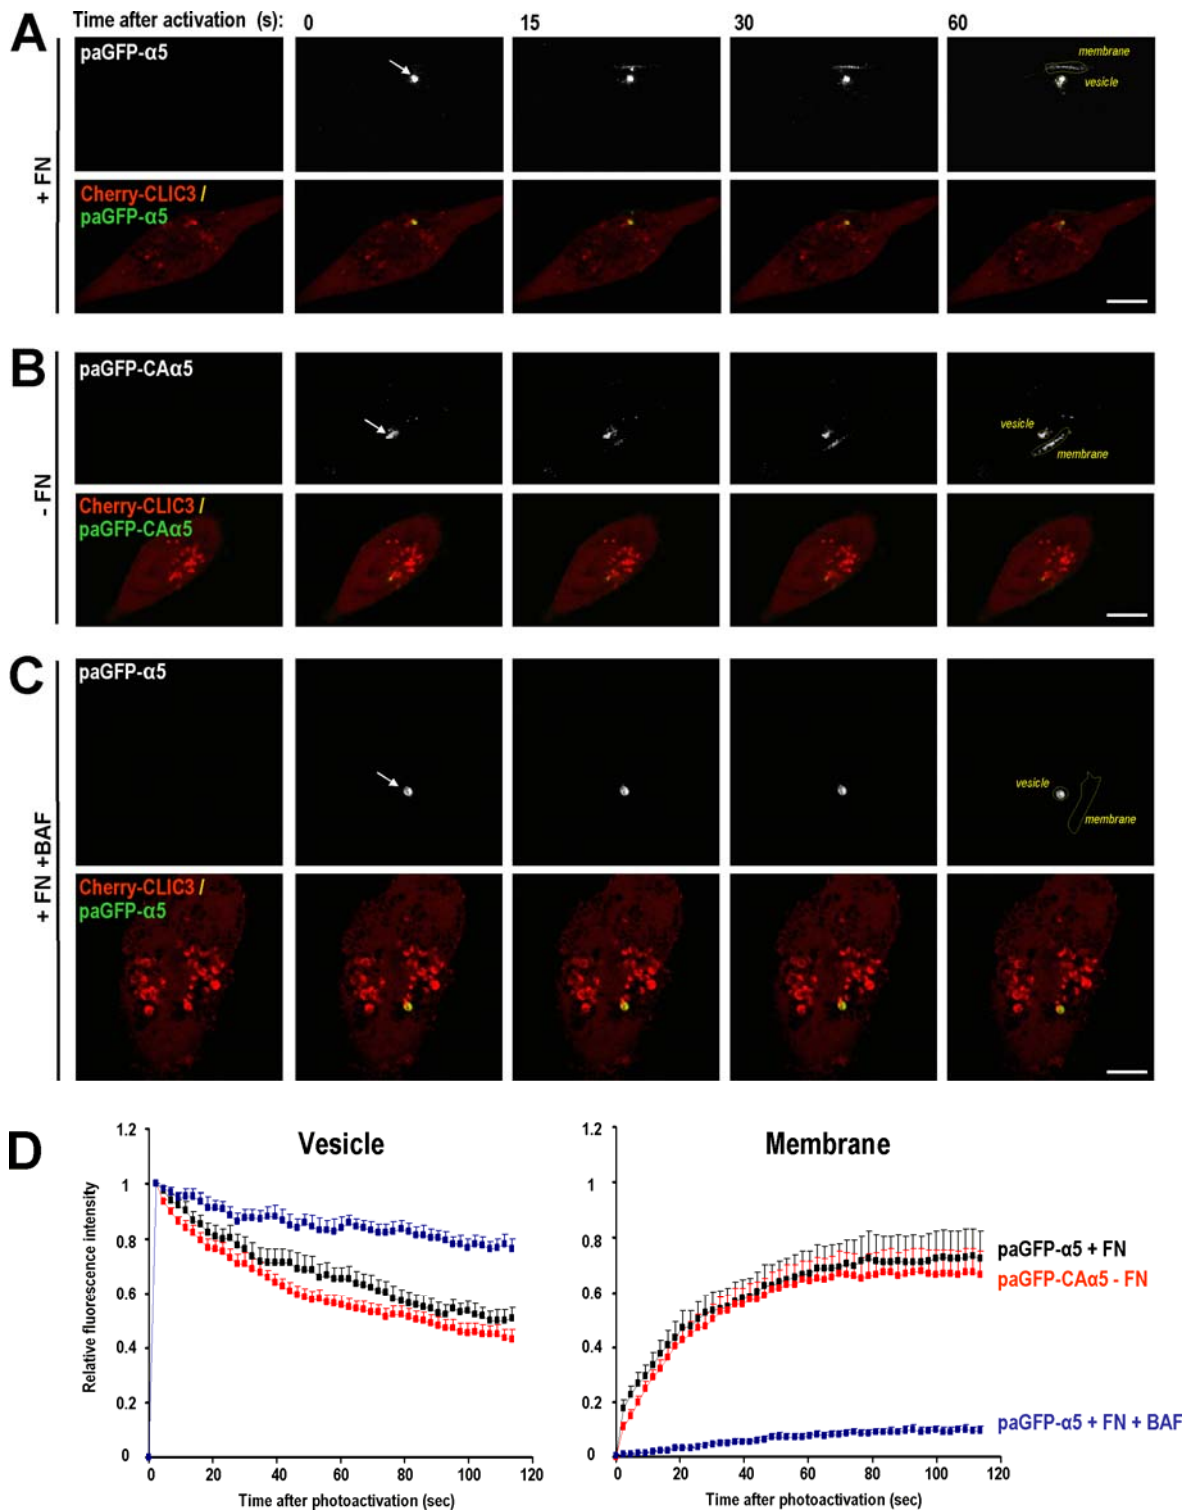 A
Time after activation (s): 0 15 30 60
paGFP-α5
membrane
vesicle
+ FN
Cherry-CLIC3 /
paGFP-α5
B
paGFP-CAα5
vesicle
membrane
- FN
Cherry-CLIC3 /
paGFP-CAα5
C
paGFP-α5
vesicle
membrane
+ FN +BAF
Cherry-CLIC3 /
paGFP-α5
D
Vesicle
Relative fluorescence intensity
1.2
1
0.8
0.6
0.4
0.2
0
0 20 40 60 80 100 120
Time after photoactivation (sec)
Membrane
1.2
1
0.8
0.6
0.4
0.2
0
0 20 40 60 80 100 120
Time after photoactivation (sec)
paGFP-α5 + FN
paGFP-CAα5 - FN
paGFP-α5 + FN + BAF